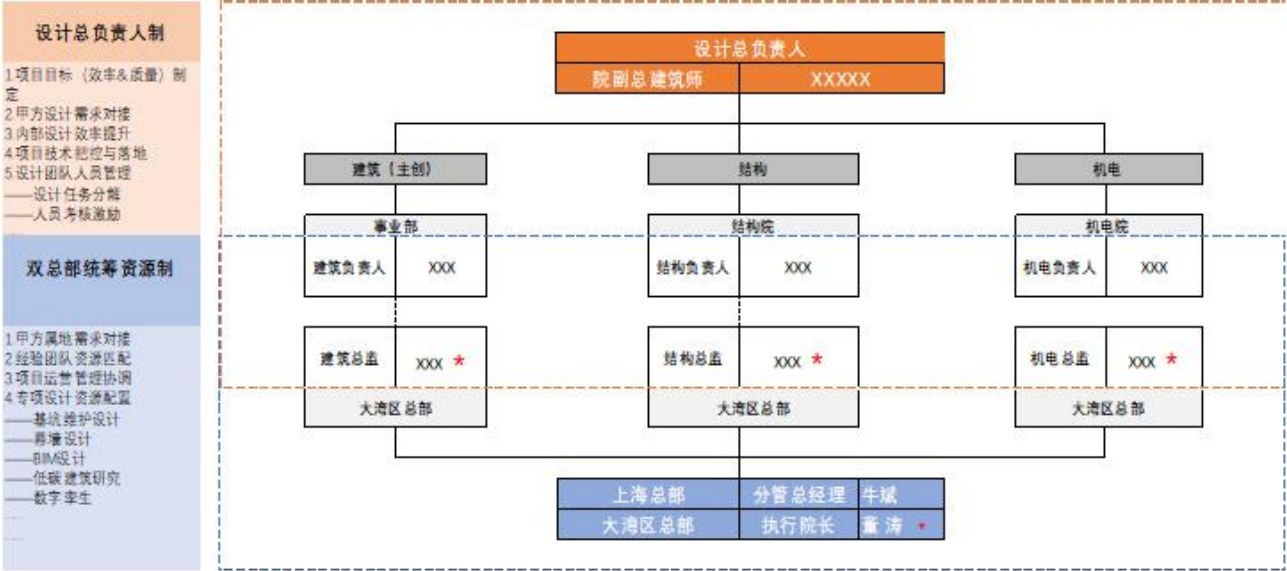 设计总负责人制
1项目目标（效率&质量）制
定
2甲方设计需求对接
3内部设计效率提升
4项目技术把控与落地
5设计团队人员管理
——设计任务分解
——人员考核激励
双总部统筹资源制
1甲方属地需求对接
2经验团队资源匹配
3项目运营管理协调
4专项设计资源配置
——基坑维护设计
——幕墙设计
——BIM设计
——低碳建筑研究
——数字孪生
设计总负责人
院副总建筑师 XXXXX
建筑（主创） 结构 机电
事业部 结构院 机电院
建筑负责人 XXX 结构负责人 XXX 机电负责人 XXX
建筑总监 XXX * 结构总监 XXX * 机电总监 XXX *
大湾区总部 大湾区总部 大湾区总部
上海总部 分管总经理 牛斌
大湾区总部 执行院长 董涛 *